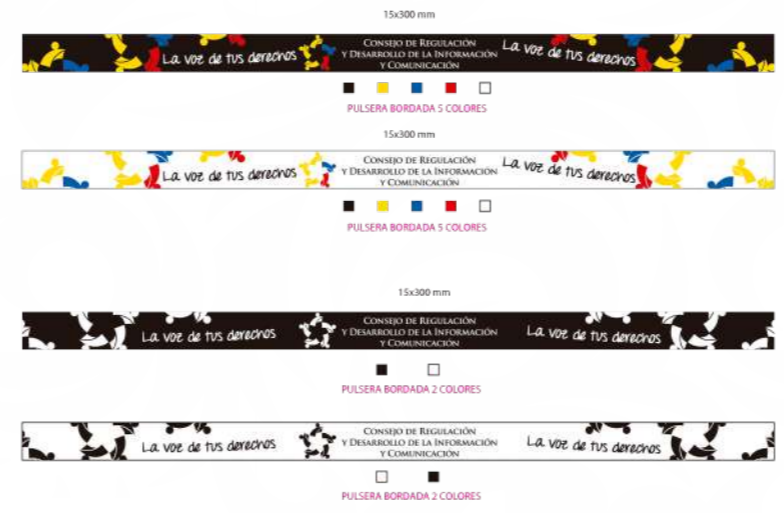 15x300 mm
La voz de tus derechos
CONSEJO DE REGULACIÓN
Y DESARROLLO DE LA INFORMACIÓN
Y COMUNICACIÓN
La voz de tus derechos
PULSERA BORDADA 5 COLORES
15x300 mm
La voz de tus derechos
CONSEJO DE REGULACIÓN
Y DESARROLLO DE LA INFORMACIÓN
Y COMUNICACIÓN
La voz de tus derechos
PULSERA BORDADA 5 COLORES
15x300 mm
La voz de tus derechos
CONSEJO DE REGULACIÓN
Y DESARROLLO DE LA INFORMACIÓN
Y COMUNICACIÓN
La voz de tus derechos
PULSERA BORDADA 2 COLORES
La voz de tus derechos
CONSEJO DE REGULACIÓN
Y DESARROLLO DE LA INFORMACIÓN
Y COMUNICACIÓN
La voz de tus derechos
PULSERA BORDADA 2 COLORES